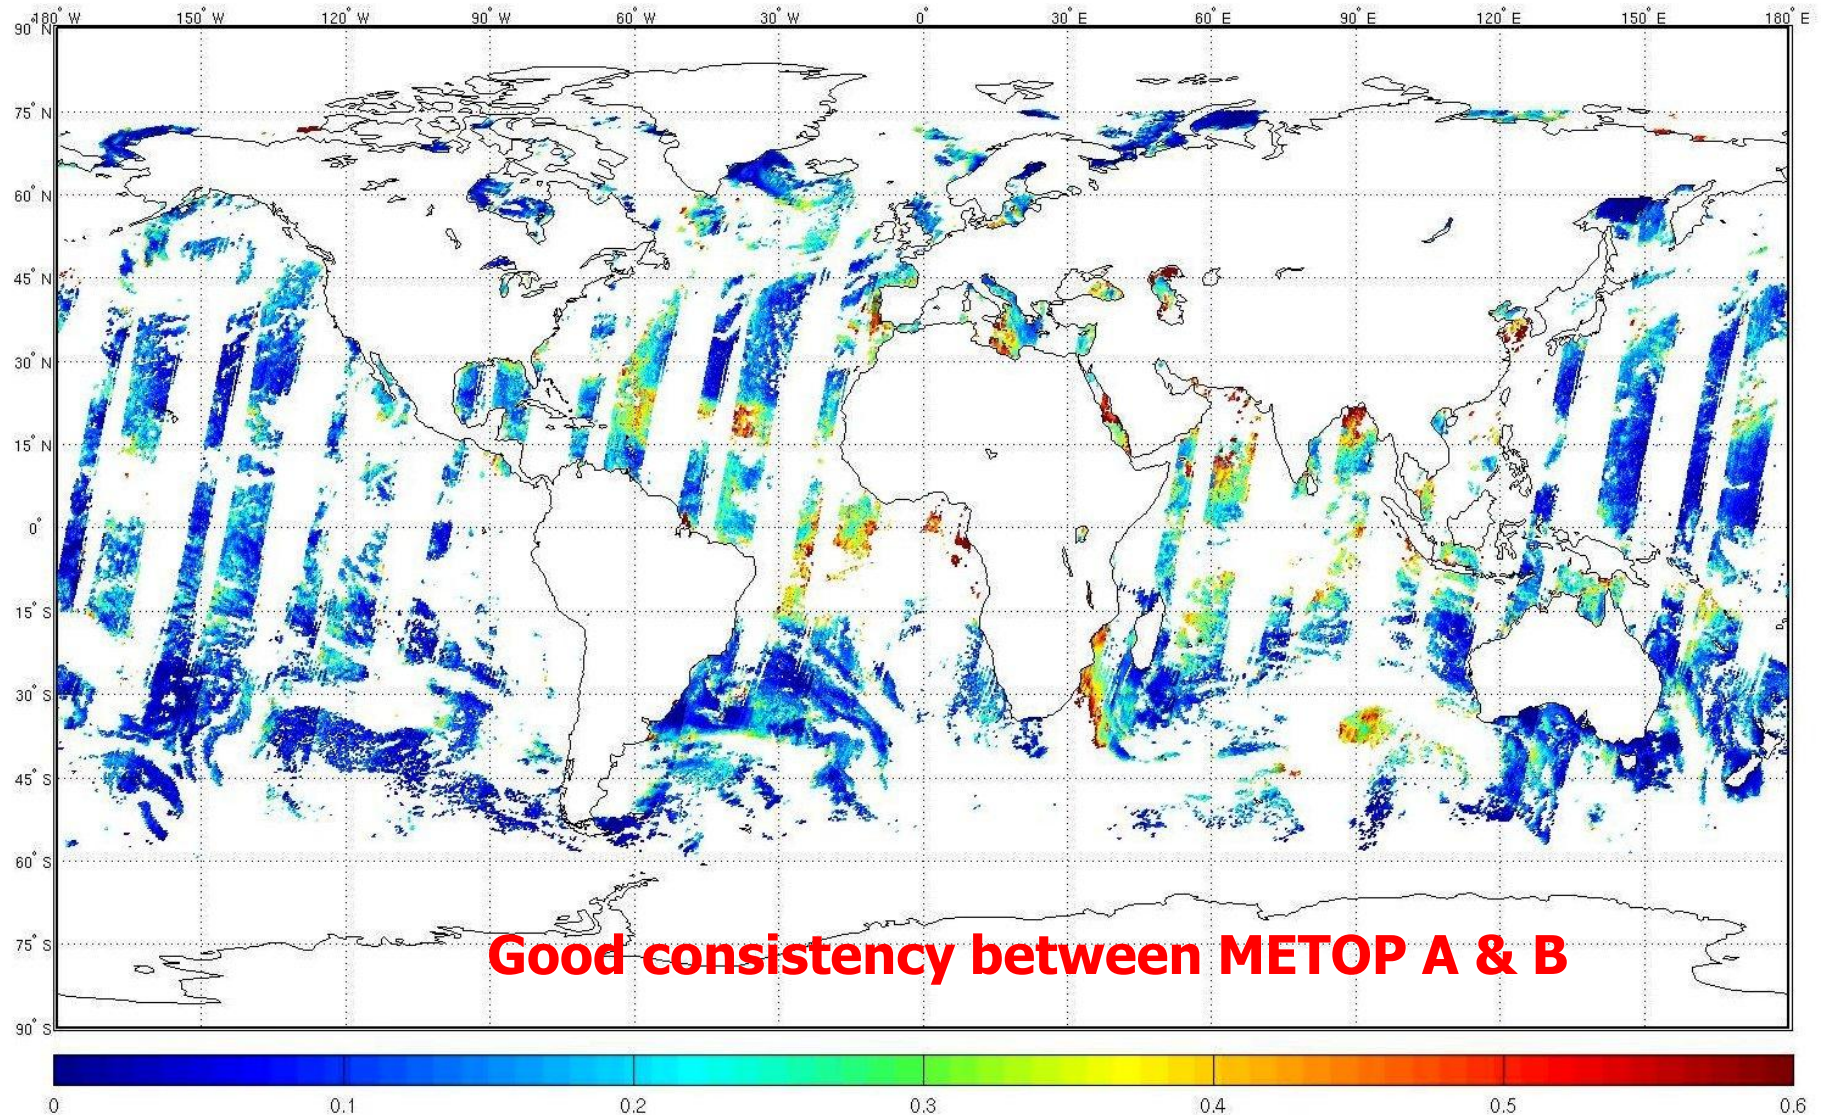 180° W 150° W 120° W 90° W 60° W 30° W 0° 30° E 60° E 90° E 120° E 150° E 180° E
90° N
75° N
60° N
45° N
30° N
15° N
0°
15° S
30° S
45° S
60° S
75° S
Good consistency between METOP A & B
90° S
0 0.1 0.2 0.3 0.4 0.5 0.6